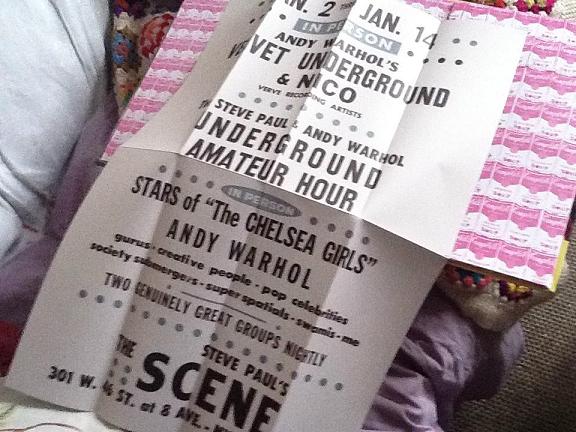 JAN. 2 JAN. 14
IN PERSON
ANDY WARHOL'S
VELVET UNDERGROUND
& NICO
VERVE RECORDING ARTISTS
STEVE PAUL & ANDY WARHOL
UNDERGROUND
AMATEUR HOUR
IN PERSON
STARS of "The CHELSEA GIRLS"
ANDY WARHOL
gurus • creative people • pop celebrities
society submergers • super spatials • swamis • me
TWO GENUINELY GREAT GROUPS NIGHTLY
THE STEVE PAUL'S
SCENE
301 W. 46 ST. at 8 AVE.